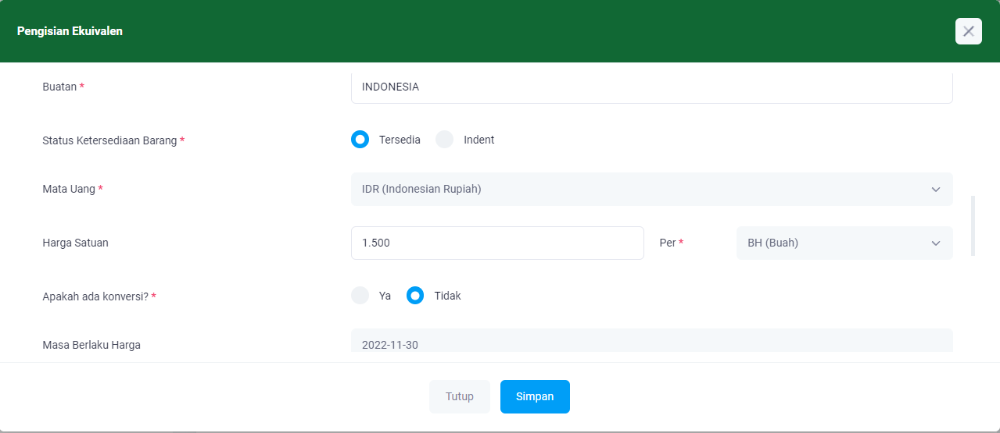 Pengisian Ekuivalen
Buatan * INDONESIA
Status Ketersediaan Barang * Tersedia Indent
Mata Uang * IDR (Indonesian Rupiah)
Harga Satuan 1.500 Per * BH (Buah)
Apakah ada konversi? * Ya Tidak
Masa Berlaku Harga 2022-11-30
Tutup Simpan